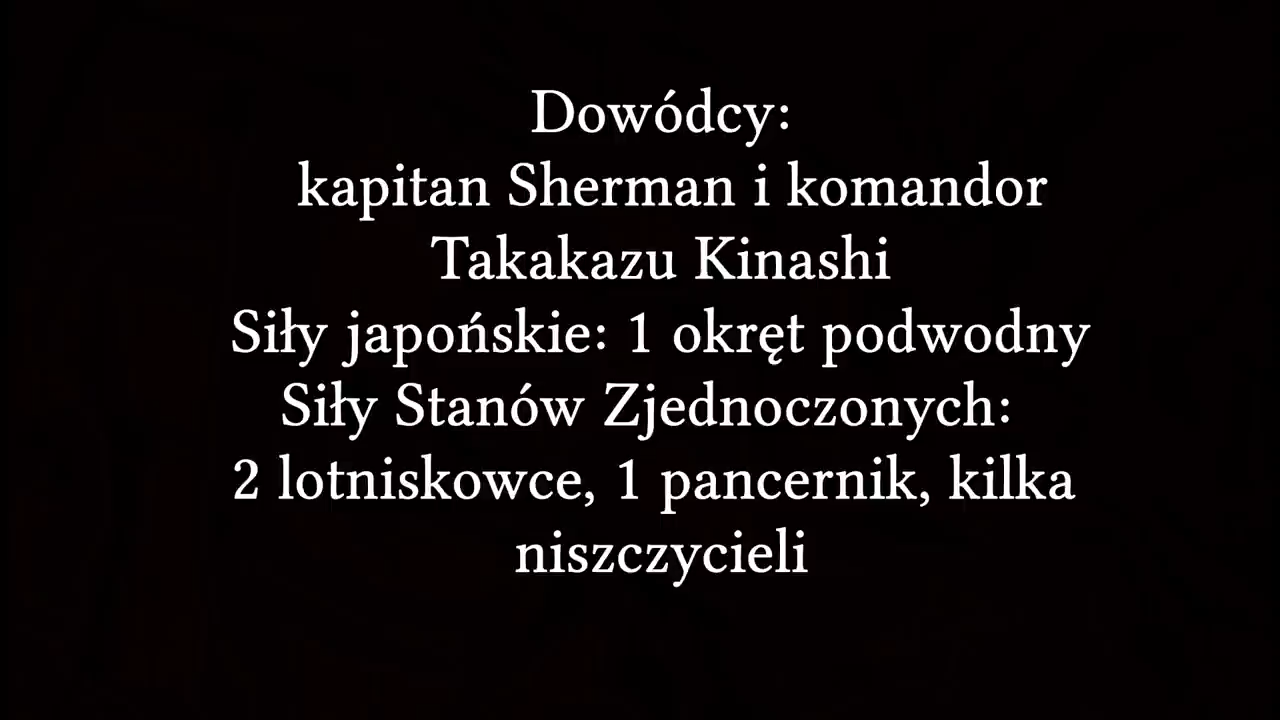 Dowódcy:
kapitan Sherman i komandor
Takakazu Kinashi
Siły japońskie: 1 okręt podwodny
Siły Stanów Zjednoczonych:
2 lotniskowce, 1 pancernik, kilka
niszczycieli